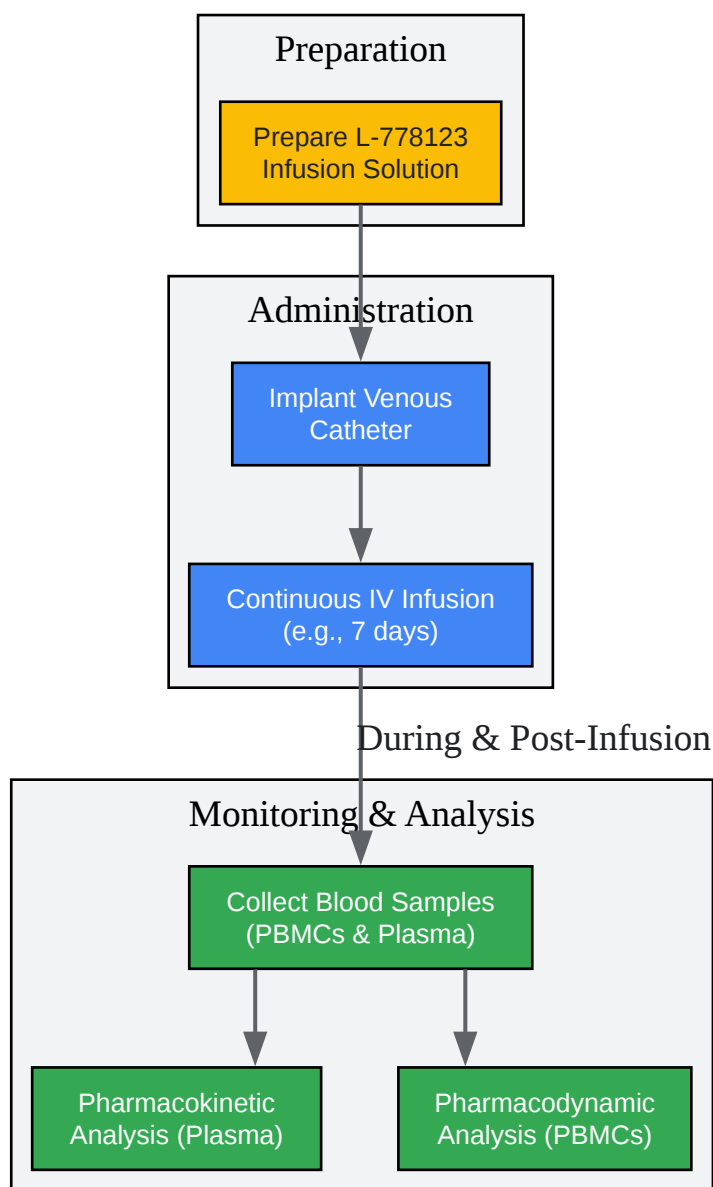 Preparation
Prepare L-778123
Infusion Solution
Administration
Implant Venous
Catheter
Continuous IV Infusion
(e.g., 7 days)
During & Post-Infusion
Monitoring & Analysis
Collect Blood Samples
(PBMCs & Plasma)
Pharmacokinetic
Analysis (Plasma)
Pharmacodynamic
Analysis (PBMCs)